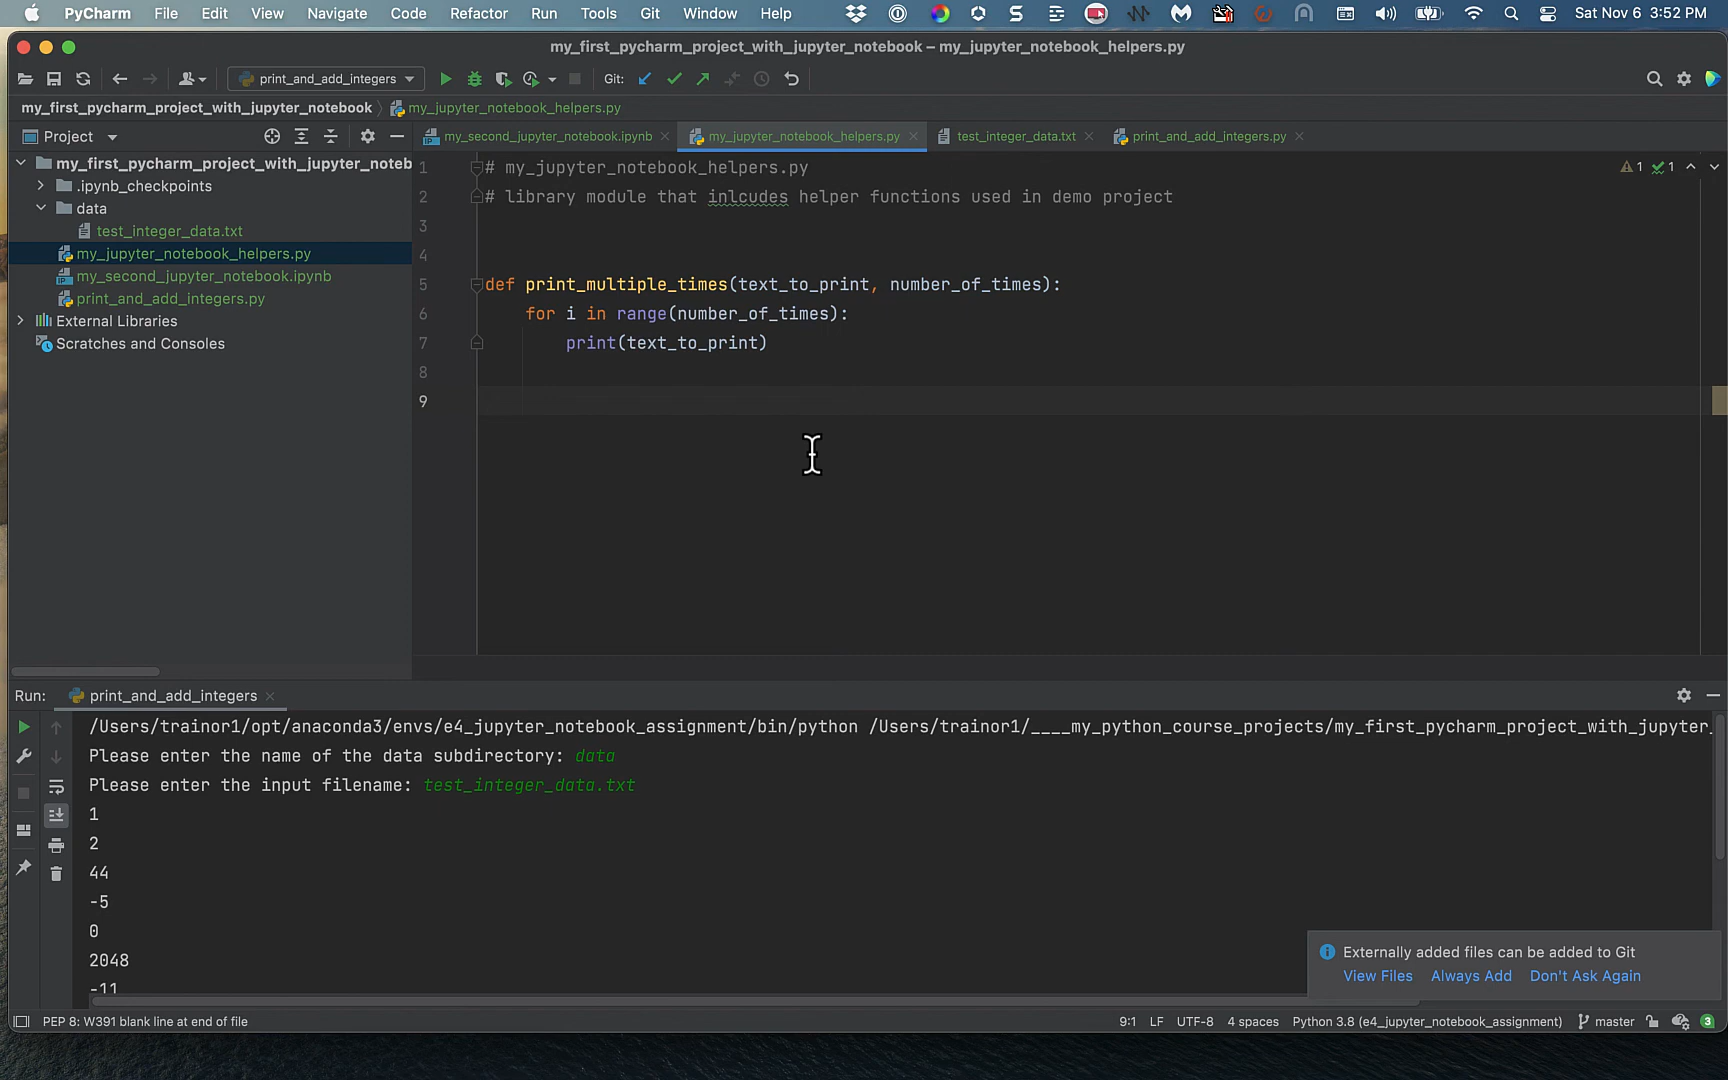 PyCharm File Edit View Navigate Code Refactor Run Tools Git Window Help Sat Nov 6 3:52 PM
my_first_pycharm_project_with_jupyter_notebook – my_jupyter_notebook_helpers.py
print_and_add_integers Git:
my_first_pycharm_project_with_jupyter_notebook my_jupyter_notebook_helpers.py
Project my_second_jupyter_notebook.ipynb my_jupyter_notebook_helpers.py test_integer_data.txt print_and_add_integers.py
my_first_pycharm_project_with_jupyter_noteb
.ipynb_checkpoints
data
test_integer_data.txt
my_jupyter_notebook_helpers.py
my_second_jupyter_notebook.ipynb
print_and_add_integers.py
External Libraries
Scratches and Consoles
1 # my_jupyter_notebook_helpers.py
1 1
2 # library module that inlcudes helper functions used in demo project
3
4
5 def print_multiple_times(text_to_print, number_of_times):
6 for i in range(number_of_times):
7 print(text_to_print)
8
9
Run: print_and_add_integers
/Users/trainor1/opt/anaconda3/envs/e4_jupyter_notebook_assignment/bin/python /Users/trainor1/____my_python_course_projects/my_first_pycharm_project_with_jupyter_
Please enter the name of the data subdirectory: data
Please enter the input filename: test_integer_data.txt
1
2
44
-5
0
2048
-11
Externally added files can be added to Git
View Files Always Add Don't Ask Again
PEP 8: W391 blank line at end of file 9:1 LF UTF-8 4 spaces Python 3.8 (e4_jupyter_notebook_assignment) master 3